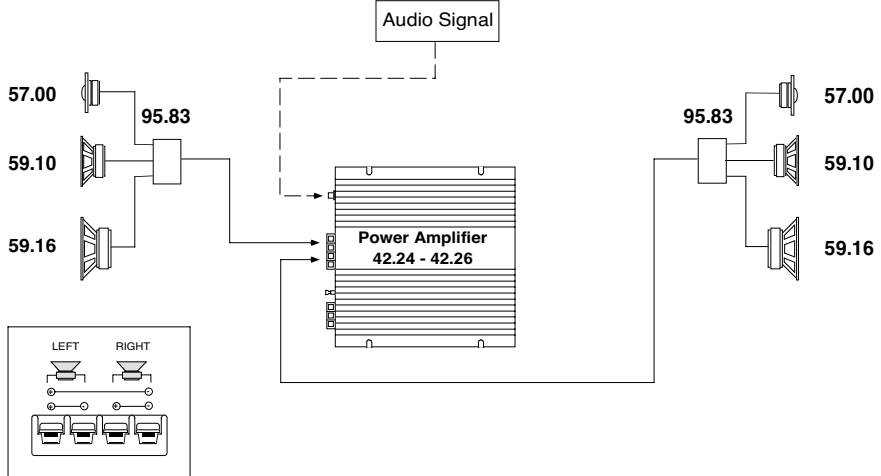 Audio Signal
57.00
95.83
59.10
59.16
95.83
57.00
59.10
59.16
Power Amplifier
42.24 - 42.26
LEFT RIGHT
+ -
+ - + -